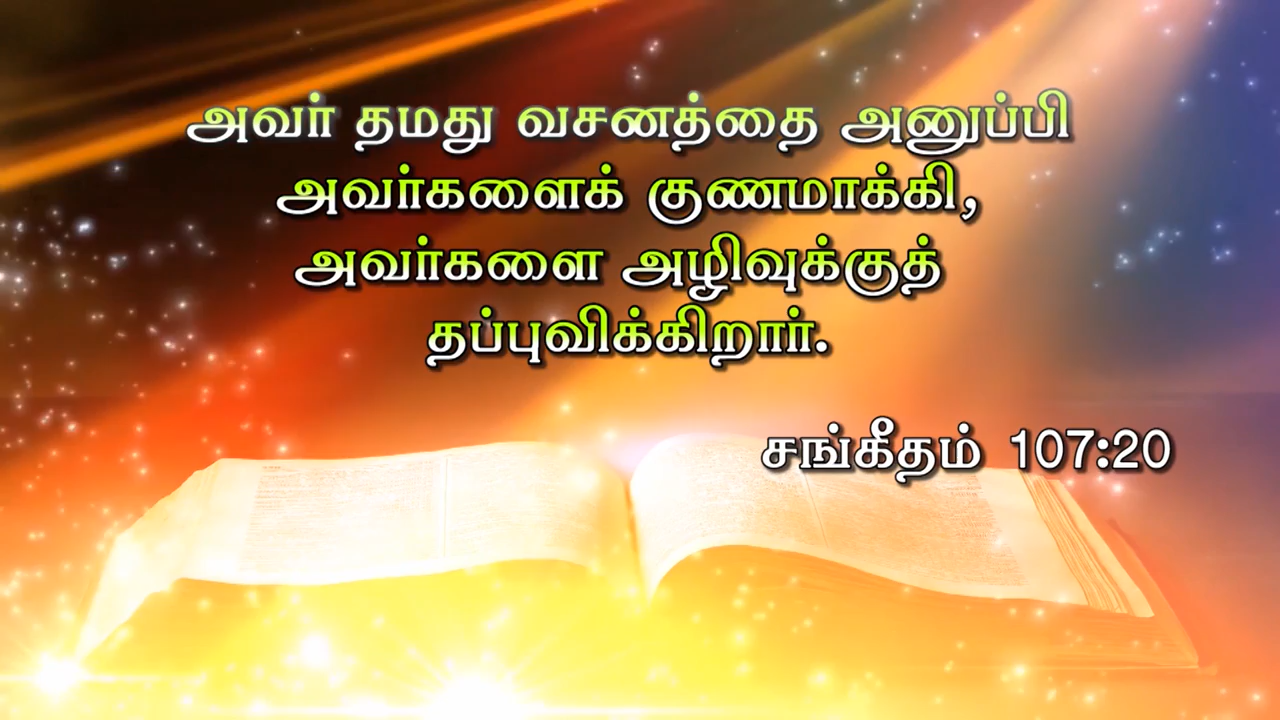 அவர் தமது வசனத்தை அனுப்பி
அவர்களைக் குணமாக்கி,
அவர்களை அழிவுக்குத்
தப்புவிக்கிறார்.
சங்கீதம் 107:20